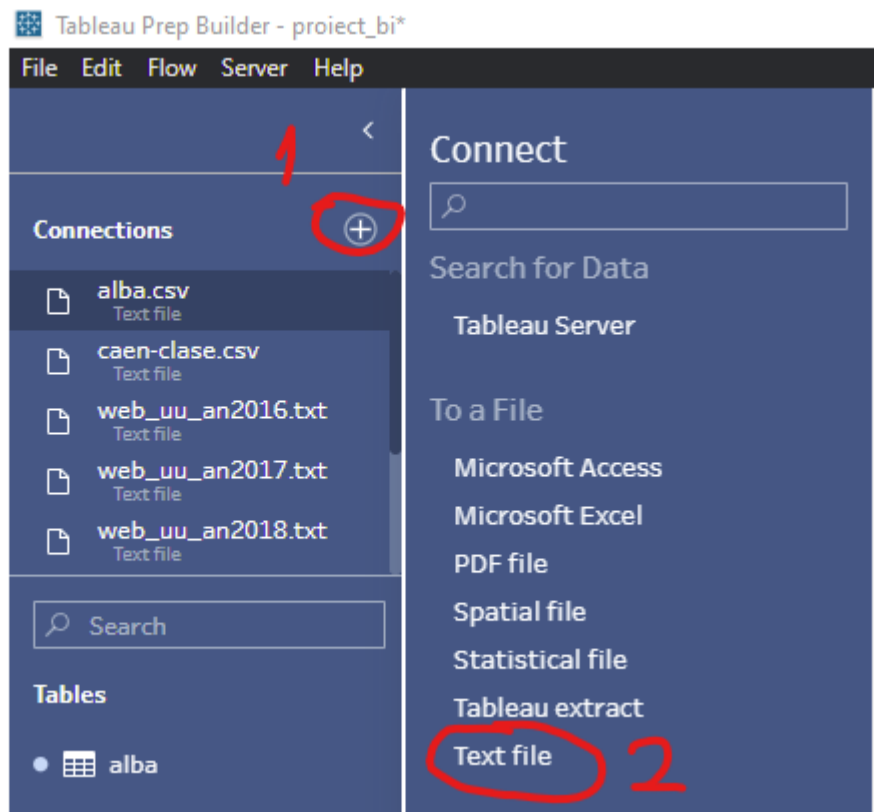 Tableau Prep Builder - proiect_bi*
File Edit Flow Server Help
1
Connections
alba.csv
Text file
caen-clase.csv
Text file
web_uu_an2016.txt
Text file
web_uu_an2017.txt
Text file
web_uu_an2018.txt
Text file
Search
Tables
alba
Connect
Search for Data
Tableau Server
To a File
Microsoft Access
Microsoft Excel
PDF file
Spatial file
Statistical file
Tableau extract
Text file 2